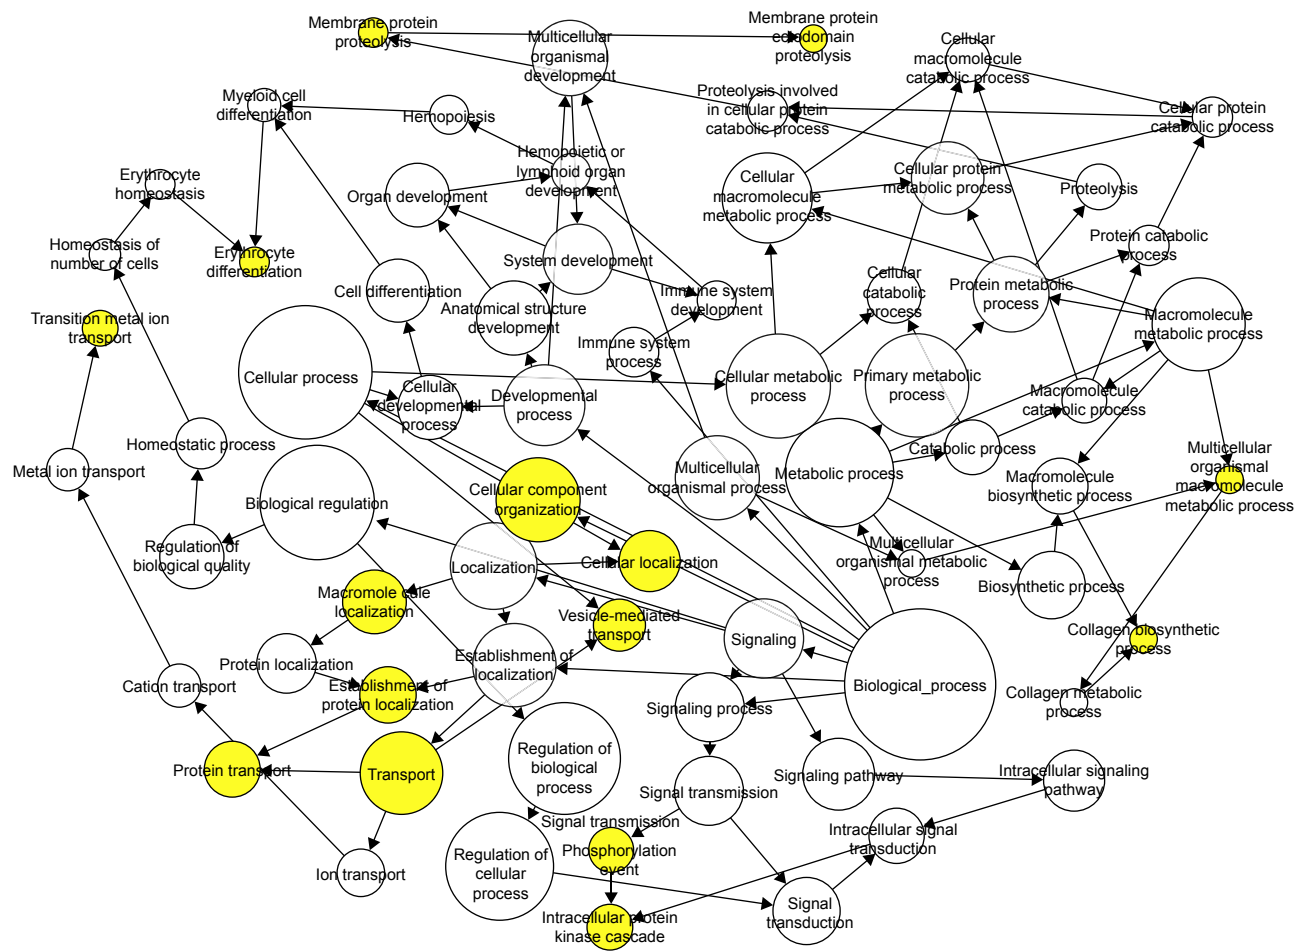 Membrane protein
proteolysis
Multicellular
organismal
development
Membrane protein
ectodomain
proteolysis
Cellular
macromolecule
catabolic process
Myeloid cell
differentiation
Hemopoiesis
Proteolysis involved
in cellular protein
catabolic process
Cellular protein
catabolic process
Erythrocyte
homeostasis
Organ development
Hemopoietic or
lymphoid organ
development
Cellular
macromolecule
metabolic process
Cellular protein
metabolic process
Proteolysis
Homeostasis of
number of cells
Erythrocyte
differentiation
System development
Protein catabolic
process
Cell differentiation
Anatomical structure
development
Immune system
development
Cellular
catabolic
process
Protein metabolic
process
Macromolecule
metabolic process
Transition metal ion
transport
Immune system
process
Cellular process
Cellular
developmental
process
Developmental
process
Cellular metabolic
process
Primary metabolic
process
Macromolecule
catabolic process
Metal ion transport
Homeostatic process
Multicellular
organismal process
Metabolic process
Catabolic process
Macromolecule
biosynthetic process
Multicellular
organismal
macromolecule
metabolic process
Biological regulation
Cellular component
organization
Regulation of
biological quality
Localization
Cellular localization
Multicellular
organismal metabolic
process
Biosynthetic process
Macromole cule
localization
Vesicle-mediated
transport
Signaling
Collagen biosynthetic
process
Protein localization
Establishment of
localization
Cation transport
Establishment of
protein localization
Biological_process
Collagen metabolic
process
Signaling process
Protein transport
Transport
Regulation of
biological
process
Signal transmission
Signaling pathway
Intracellular signaling
pathway
Ion transport
Regulation of
cellular
process
Signal transmission
Phosphorylation
event
Intracellular signal
transduction
Intracellular protein
kinase cascade
Signal
transduction